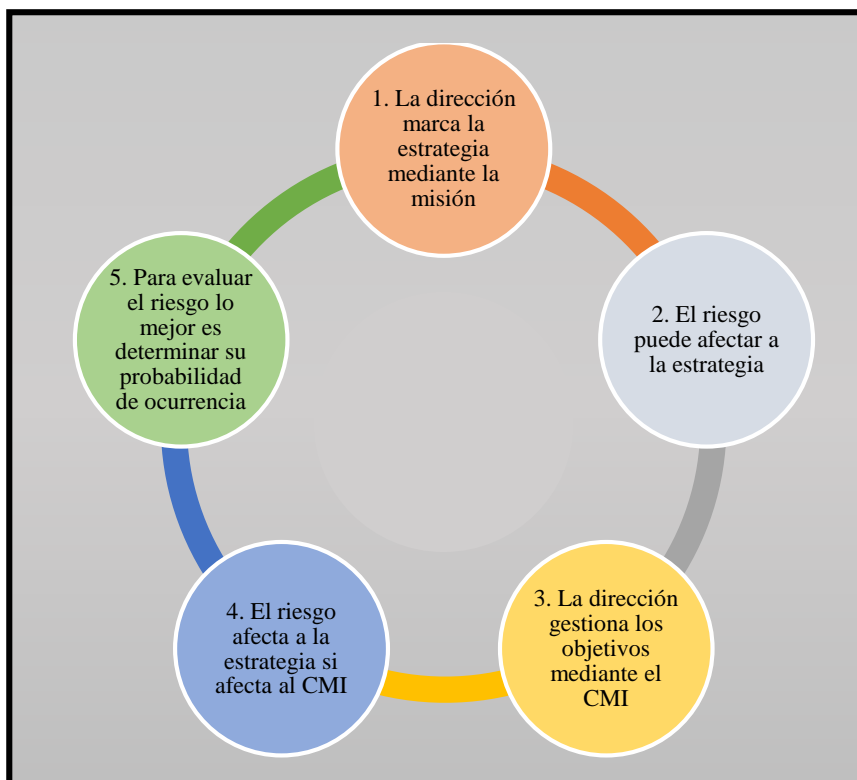 1. La dirección
marca la
estrategia
mediante la
misión
2. El riesgo
puede afectar a
la estrategia
3. La dirección
gestiona los
objetivos
mediante el
CMI
4. El riesgo
afecta a la
estrategia si
afecta al CMI
5. Para evaluar
el riesgo lo
mejor es
determinar su
probabilidad
de ocurrencia